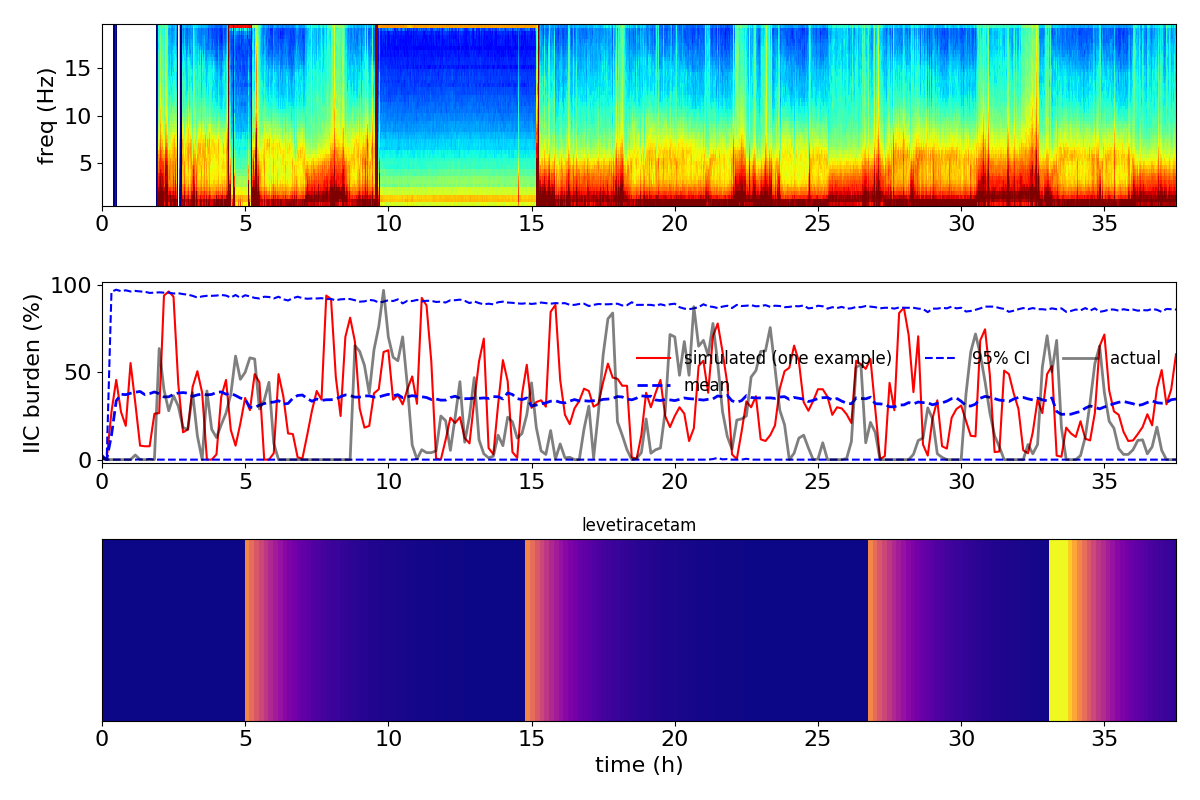 freq (Hz)
15
10
5
0 5 10 15 20 25 30 35
IIC burden (%)
100
50
0
simulated (one example) 95% CI actual
mean
0 5 10 15 20 25 30 35
levetiracetam
0 5 10 15 20 25 30 35
time (h)